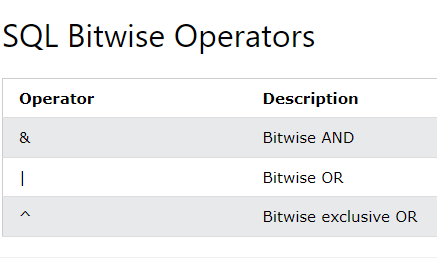 SQL Bitwise Operators
Operator Description
& Bitwise AND
| Bitwise OR
^ Bitwise exclusive OR